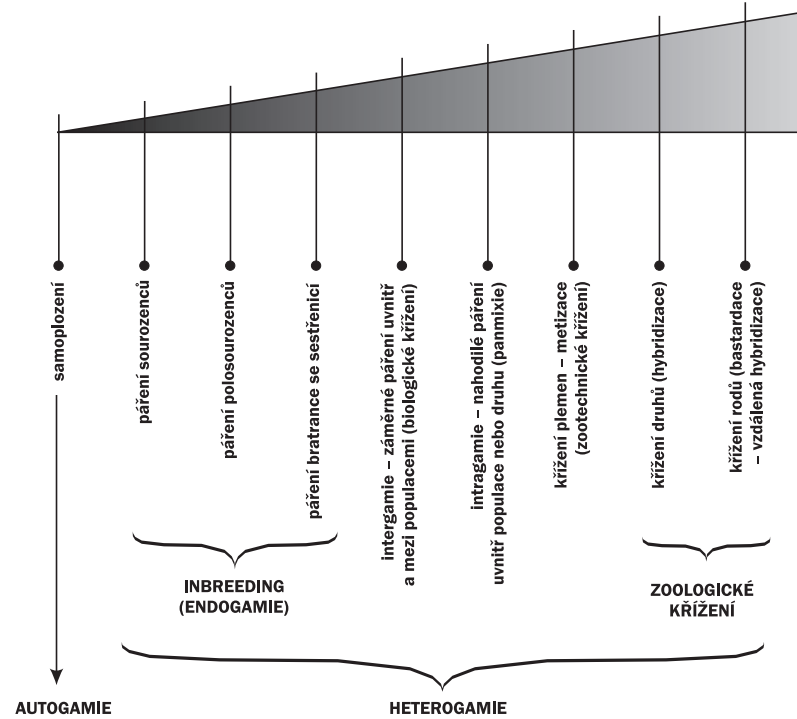 samoplození
páření sourozenců
páření polosourozenců
páření bratrance se sestřenicí
intergamie – záměrné páření uvnitř
a mezi populacemi (biologické křížení)
intragamie – nahodilé páření
uvnitř populace nebo druhu (panmixie)
křížení plemen – metizace
(zootechnické křížení)
křížení druhů (hybridizace)
křížení rodů (bastardace
– vzdálená hybridizace)
INBREEDING
(ENDOGAMIE)
ZOOLOGICKÉ
KŘÍŽENÍ
AUTOGAMIE
HETEROGAMIE